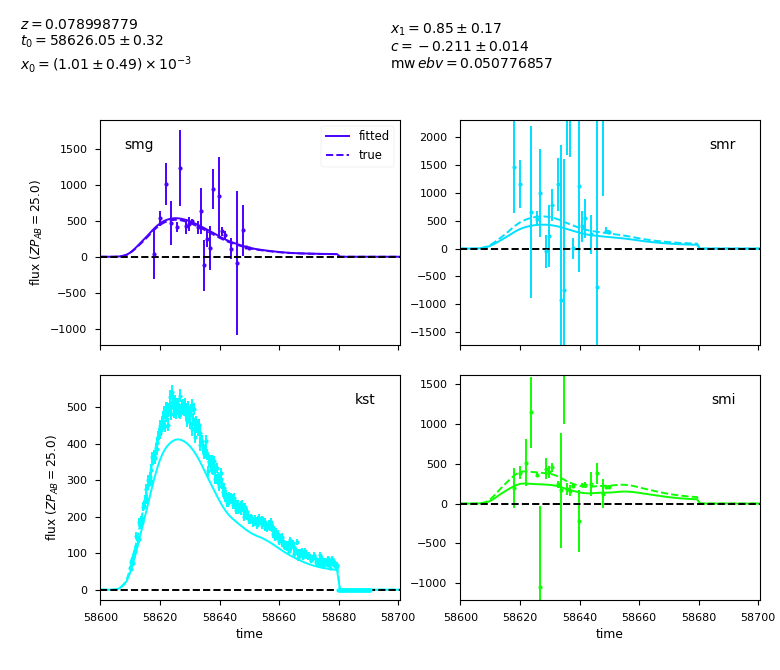 z = 0.078998779
t₀ = 58626.05 ± 0.32
x₀ = (1.01 ± 0.49) × 10⁻³
x₁ = 0.85 ± 0.17
c = −0.211 ± 0.014
mw ebv = 0.050776857
smg
fitted
true
1500
1000
500
0
−500
−1000
flux (ZP_AB = 25.0)
smr
2000
1500
1000
500
0
−500
−1000
−1500
kst
500
400
300
200
100
0
flux (ZP_AB = 25.0)
58600 58620 58640 58660 58680 58700
time
smi
1500
1000
500
0
−500
−1000
58600 58620 58640 58660 58680 58700
time